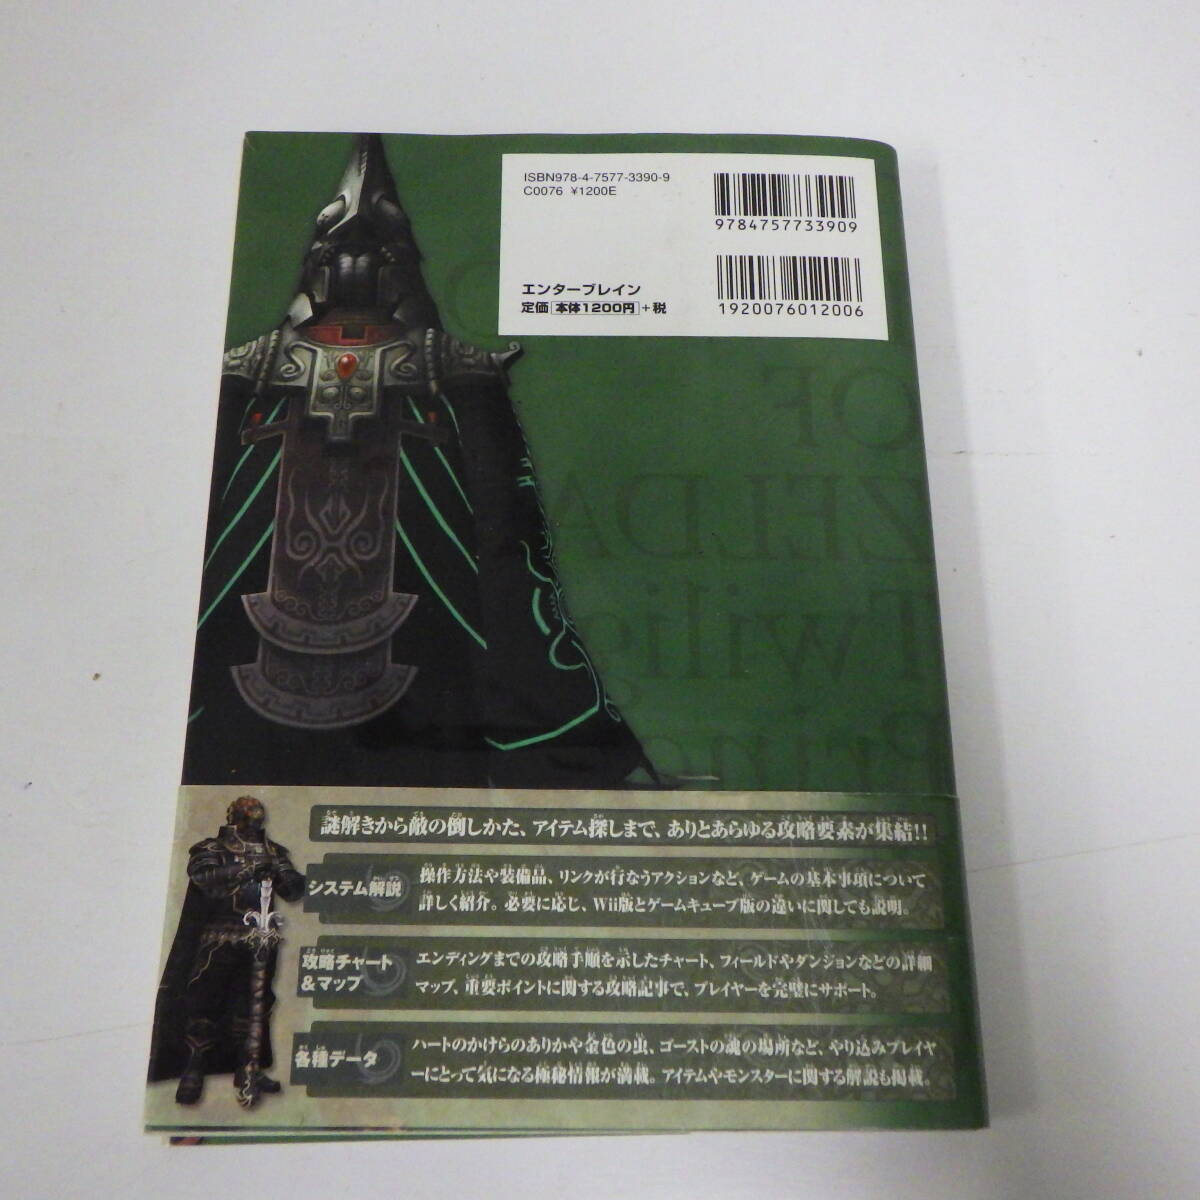 ISBN978-4-7577-3390-9
C0076 ¥1200E
9784757733909
エンターブレイン
定価 本体1200円 +税
1920076012006
OF
ZELDA
Twilig
Princ
謎解きから敵の倒しかた、アイテム探しまで、ありとあらゆる攻略要素が集結!!
システム解説
操作方法や装備品、リンクが行なうアクションなど、ゲームの基本事項について
詳しく紹介。必要に応じ、Wii版とゲームキューブ版の違いに関しても説明。
攻略チャート
&マップ
エンディングまでの攻略手順を示したチャート、フィールドやダンジョンなどの詳細
マップ、重要ポイントに関する攻略記事で、プレイヤーを完璧にサポート。
各種データ
ハートのかけらのありかや金色の虫、ゴーストの魂の場所など、やり込みプレイヤ
ーにとって気になる極秘情報が満載。アイテムやモンスターに関する解説も掲載。